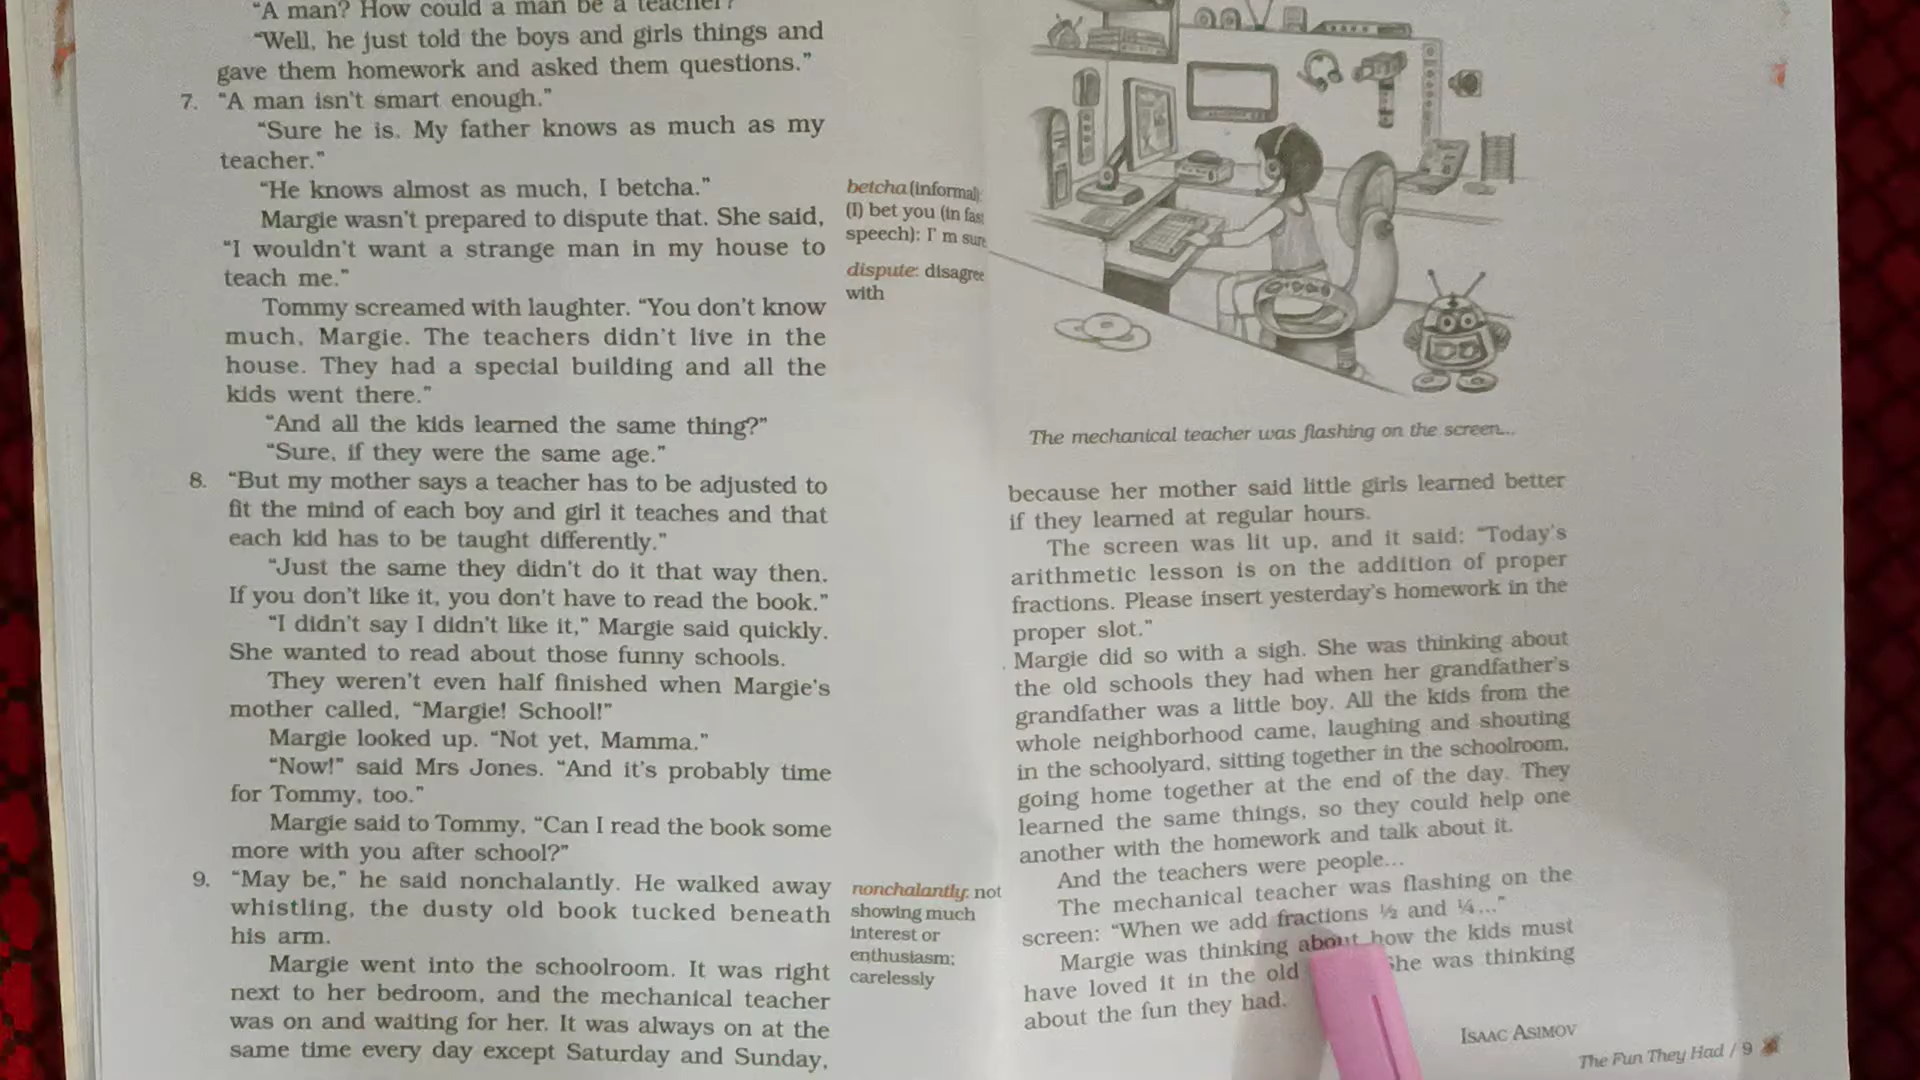 "A man? How could a man be a teacher?"
"Well, he just told the boys and girls things and
gave them homework and asked them questions."
7. "A man isn't smart enough."
"Sure he is. My father knows as much as my
teacher."
"He knows almost as much, I betcha."
Margie wasn't prepared to dispute that. She said,
"I wouldn't want a strange man in my house to
teach me."
Tommy screamed with laughter. "You don't know
much, Margie. The teachers didn't live in the
house. They had a special building and all the
kids went there."
"And all the kids learned the same thing?"
"Sure, if they were the same age."
8. "But my mother says a teacher has to be adjusted to
fit the mind of each boy and girl it teaches and that
each kid has to be taught differently."
"Just the same they didn't do it that way then.
If you don't like it, you don't have to read the book."
"I didn't say I didn't like it," Margie said quickly.
She wanted to read about those funny schools.
They weren't even half finished when Margie's
mother called, "Margie! School!"
Margie looked up. "Not yet, Mamma."
"Now!" said Mrs Jones. "And it's probably time
for Tommy, too."
Margie said to Tommy, "Can I read the book some
more with you after school?"
9. "May be," he said nonchalantly. He walked away
whistling, the dusty old book tucked beneath
his arm.
Margie went into the schoolroom. It was right
next to her bedroom, and the mechanical teacher
was on and waiting for her. It was always on at the
same time every day except Saturday and Sunday,
betcha (informal):
(I) bet you (in fast
speech): I'm sure
dispute: disagree
with
nonchalantly: not
showing much
interest or
enthusiasm;
carelessly
The mechanical teacher was flashing on the screen...
because her mother said little girls learned better
if they learned at regular hours.
The screen was lit up, and it said: "Today's
arithmetic lesson is on the addition of proper
fractions. Please insert yesterday's homework in the
proper slot."
Margie did so with a sigh. She was thinking about
the old schools they had when her grandfather's
grandfather was a little boy. All the kids from the
whole neighborhood came, laughing and shouting
in the schoolyard, sitting together in the schoolroom,
going home together at the end of the day. They
learned the same things, so they could help one
another with the homework and talk about it.
And the teachers were people...
The mechanical teacher was flashing on the
screen: "When we add fractions ½ and ¼..."
Margie was thinking about how the kids must
have loved it in the old She was thinking
about the fun they had.
ISAAC ASIMOV
The Fun They Had / 9